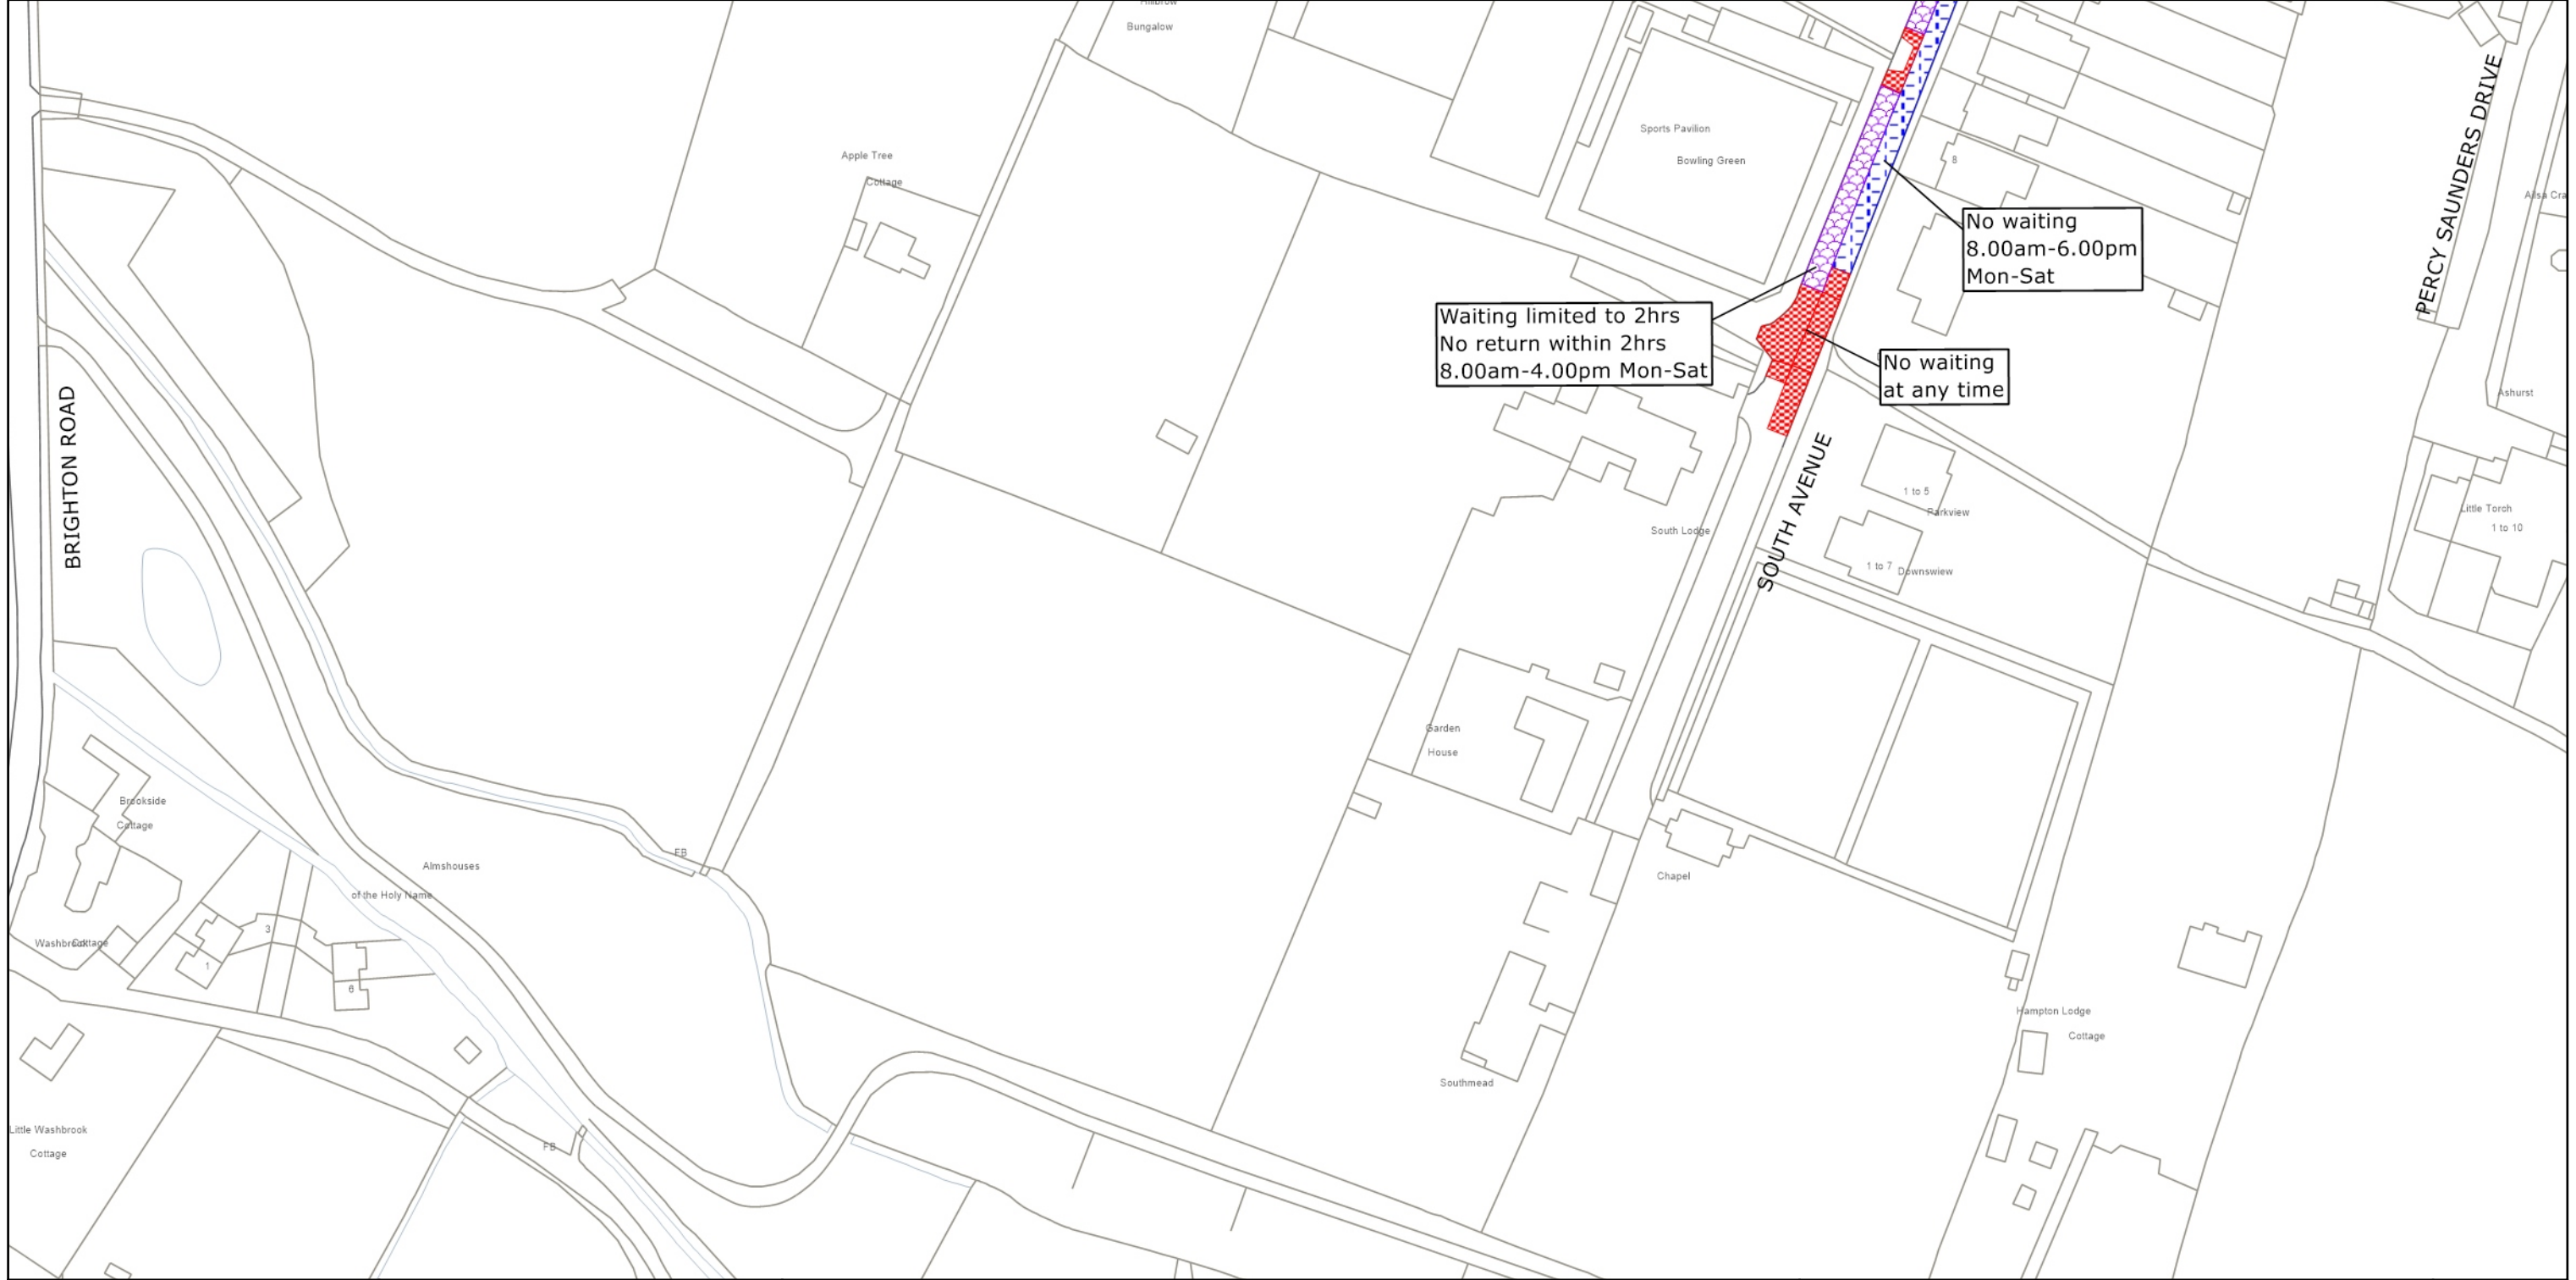 Hillbrow
Bungalow
Apple Tree
Cottage
Sports Pavilion
Bowling Green
8
PERCY SAUNDERS DRIVE
No waiting
8.00am-6.00pm
Mon-Sat
Waiting limited to 2hrs
No return within 2hrs
8.00am-4.00pm Mon-Sat
No waiting
at any time
Ashurst
BRIGHTON ROAD
SOUTH AVENUE
1 to 5
Parkview
South Lodge
1 to 7
Downswiew
Little Torch
1 to 10
Garden
House
Brookside
Cottage
FB
Almshouses
of the Holy Name
Chapel
Washbrook
Cottage
3
1
6
Hampton Lodge
Cottage
Southmead
Little Washbrook
Cottage
FB